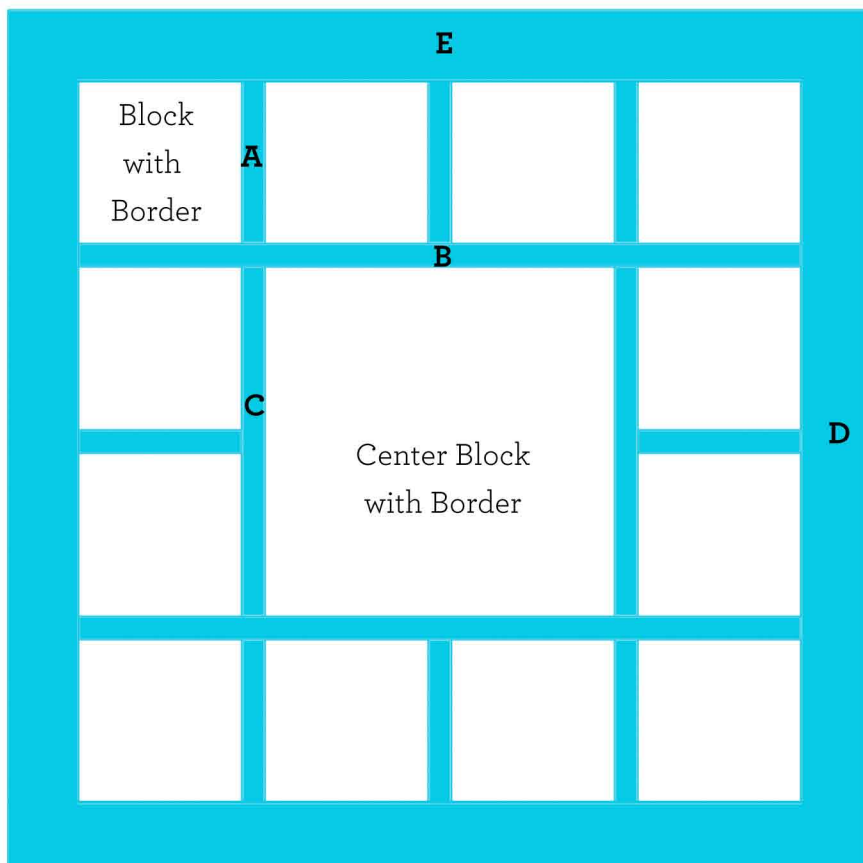 E
Block
with
Border
A
B
C
D
Center Block
with Border